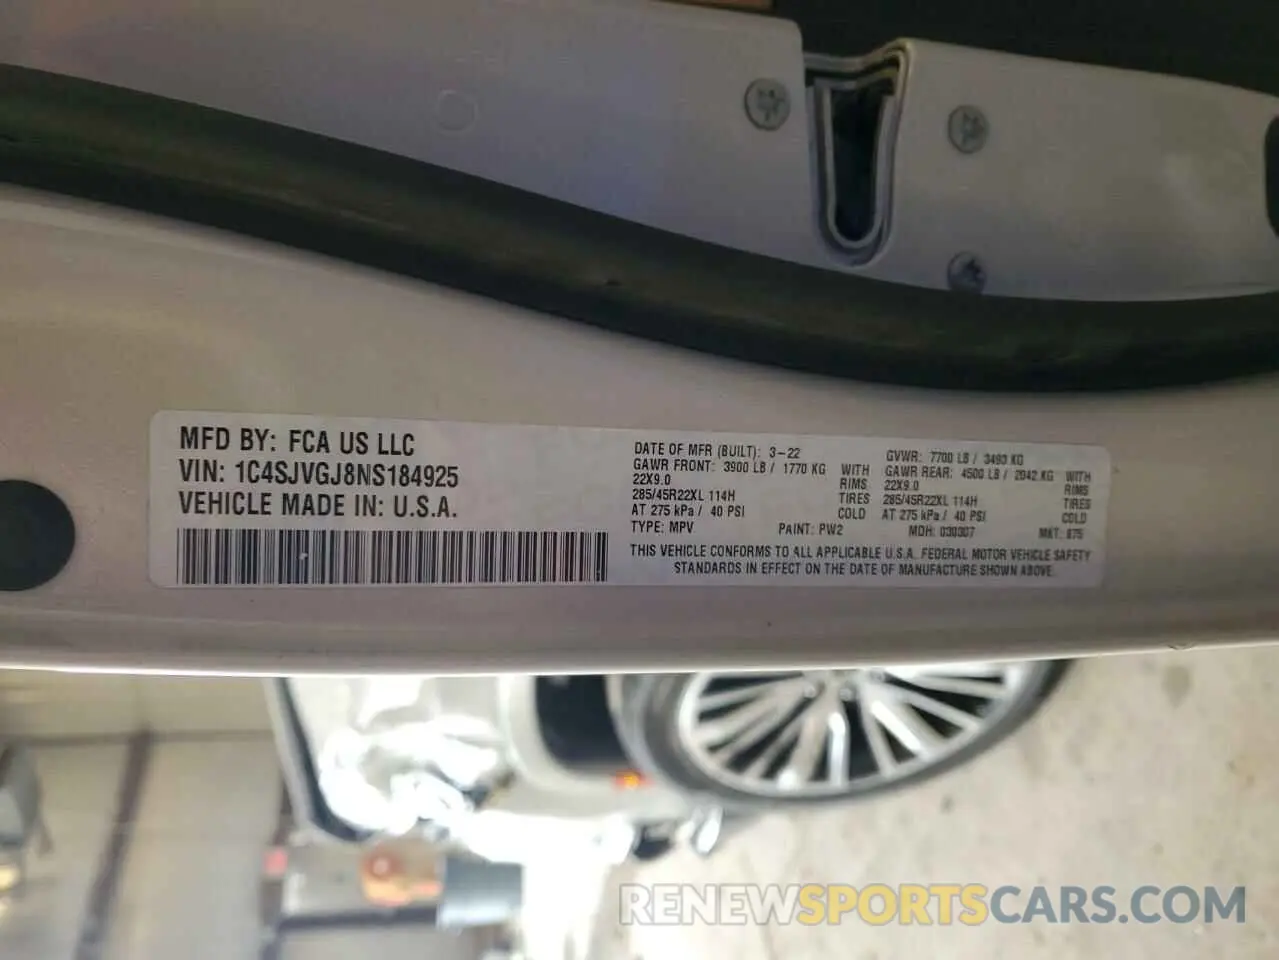 MFD BY: FCA US LLC
VIN: 1C4SJVGJ8NS184925
VEHICLE MADE IN: U.S.A.
DATE OF MFR (BUILT): 3-22 GVWR: 7700 LB / 3493 KG
GAWR FRONT: 3900 LB / 1770 KG WITH GAWR REAR: 4500 LB / 2042 KG WITH
22X9.0 RIMS 22X9.0 RIMS
285/45R22XL 114H TIRES 285/45R22XL 114H TIRES
AT 275 kPa / 40 PSI COLD AT 275 kPa / 40 PSI COLD
TYPE: MPV PAINT: PW2 MDH: 030307 MKT:
THIS VEHICLE CONFORMS TO ALL APPLICABLE U.S.A. FEDERAL MOTOR VEHICLE SAFETY
STANDARDS IN EFFECT ON THE DATE OF MANUFACTURE SHOWN ABOVE.
RENEWSPORTSCARS.COM